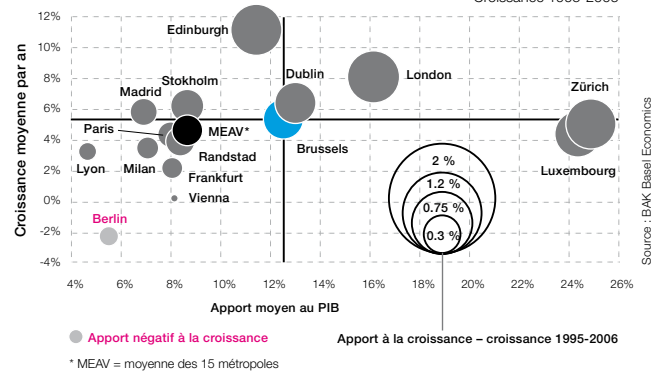 Croissance 1995-2006
12%
10%
8%
6%
4%
2%
0%
-2%
-4%
Croissance moyenne par an
Edinburgh
Stokholm
Madrid
Dublin
London
Zürich
Paris
MEAV*
Brussels
Randstad
Lyon
Milan
Frankfurt
Luxembourg
Vienna
Berlin
2 %
1.2 %
0.75 %
0.3 %
4%
6%
8%
10%
12%
14%
16%
18%
20%
22%
24%
26%
Apport moyen au PIB
Apport négatif à la croissance
Apport à la croissance – croissance 1995-2006
* MEAV = moyenne des 15 métropoles
Source : BAK Basel Economics